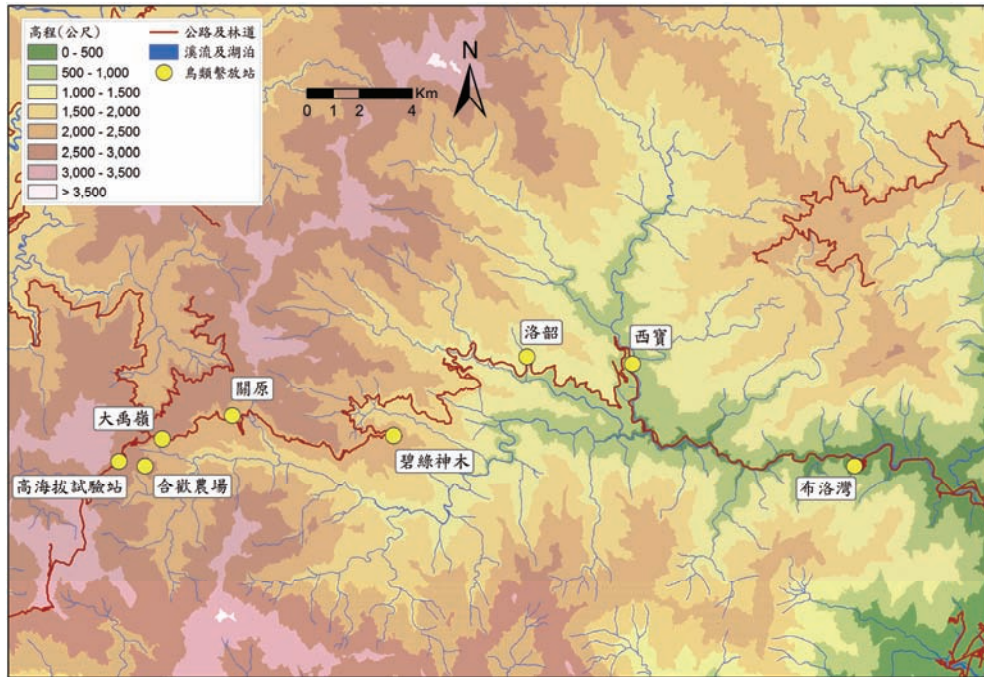 高程(公尺)
0 - 500
500 - 1,000
1,000 - 1,500
1,500 - 2,000
2,000 - 2,500
2,500 - 3,000
3,000 - 3,500
> 3,500
公路及林道
溪流及湖泊
鳥類繫放站
N
Km
0 1 2 4
洛韶
西寶
關原
大禹嶺
碧綠神木
高海拔試驗站
合歡農場
布洛灣